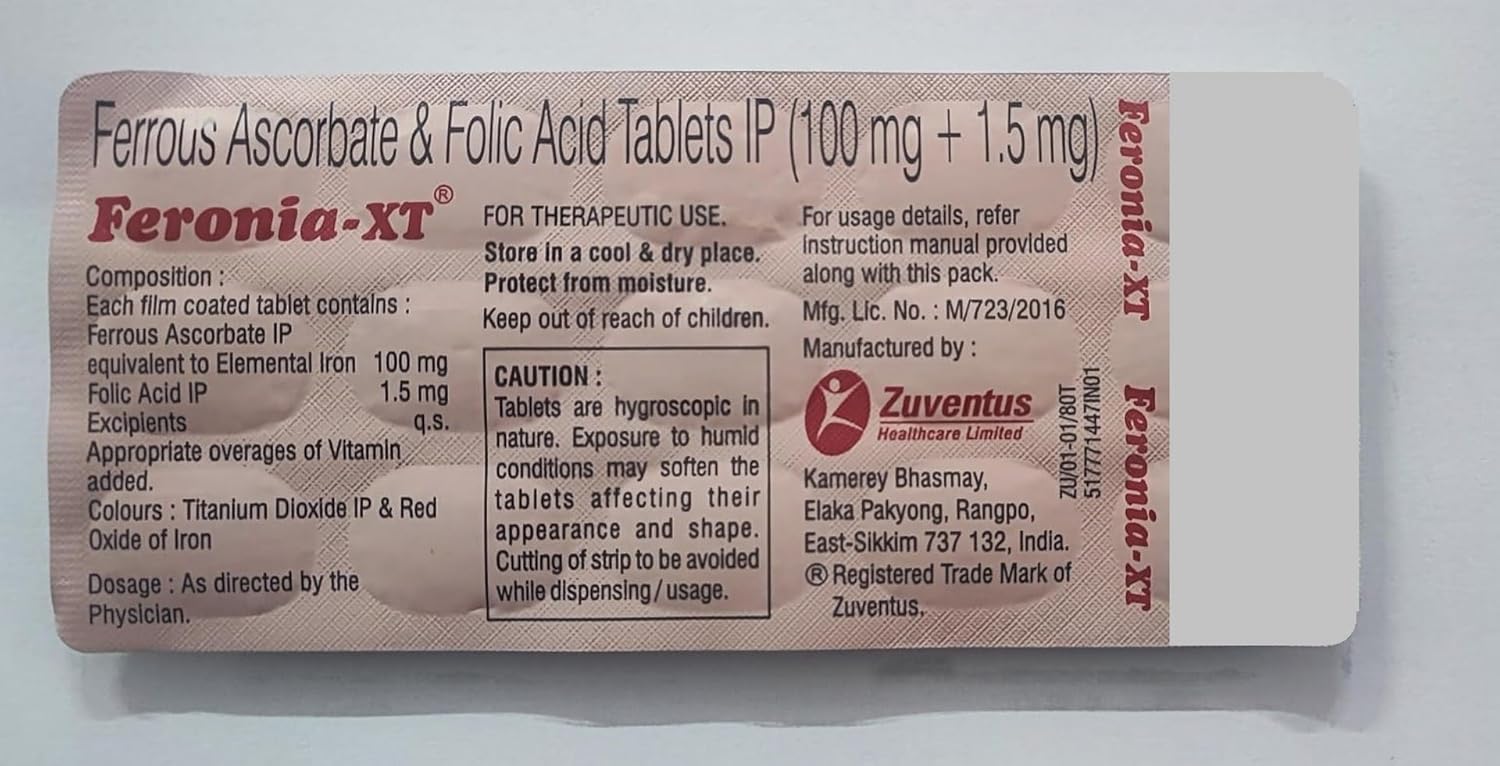 Ferrous Ascorbate & Folic Acid Tablets IP (100 mg + 1.5 mg)
Feronia-XT®
Composition :
Each film coated tablet contains :
Ferrous Ascorbate IP
equivalent to Elemental Iron 100 mg
Folic Acid IP 1.5 mg
Excipients q.s.
Appropriate overages of Vitamin
added.
Colours : Titanium Dioxide IP & Red
Oxide of Iron
Dosage : As directed by the
Physician.
FOR THERAPEUTIC USE.
Store in a cool & dry place.
Protect from moisture.
Keep out of reach of children.
CAUTION :
Tablets are hygroscopic in
nature. Exposure to humid
conditions may soften the
tablets affecting their
appearance and shape.
Cutting of strip to be avoided
while dispensing / usage.
For usage details, refer
instruction manual provided
along with this pack.
Mfg. Lic. No. : M/723/2016
Manufactured by :
Zuventus
Healthcare Limited
Kamerey Bhasmay,
Elaka Pakyong, Rangpo,
East-Sikkim 737 132, India.
® Registered Trade Mark of
Zuventus.
ZU/01-01/80T
517771447IN01
Feronia-XT
Feronia-XT